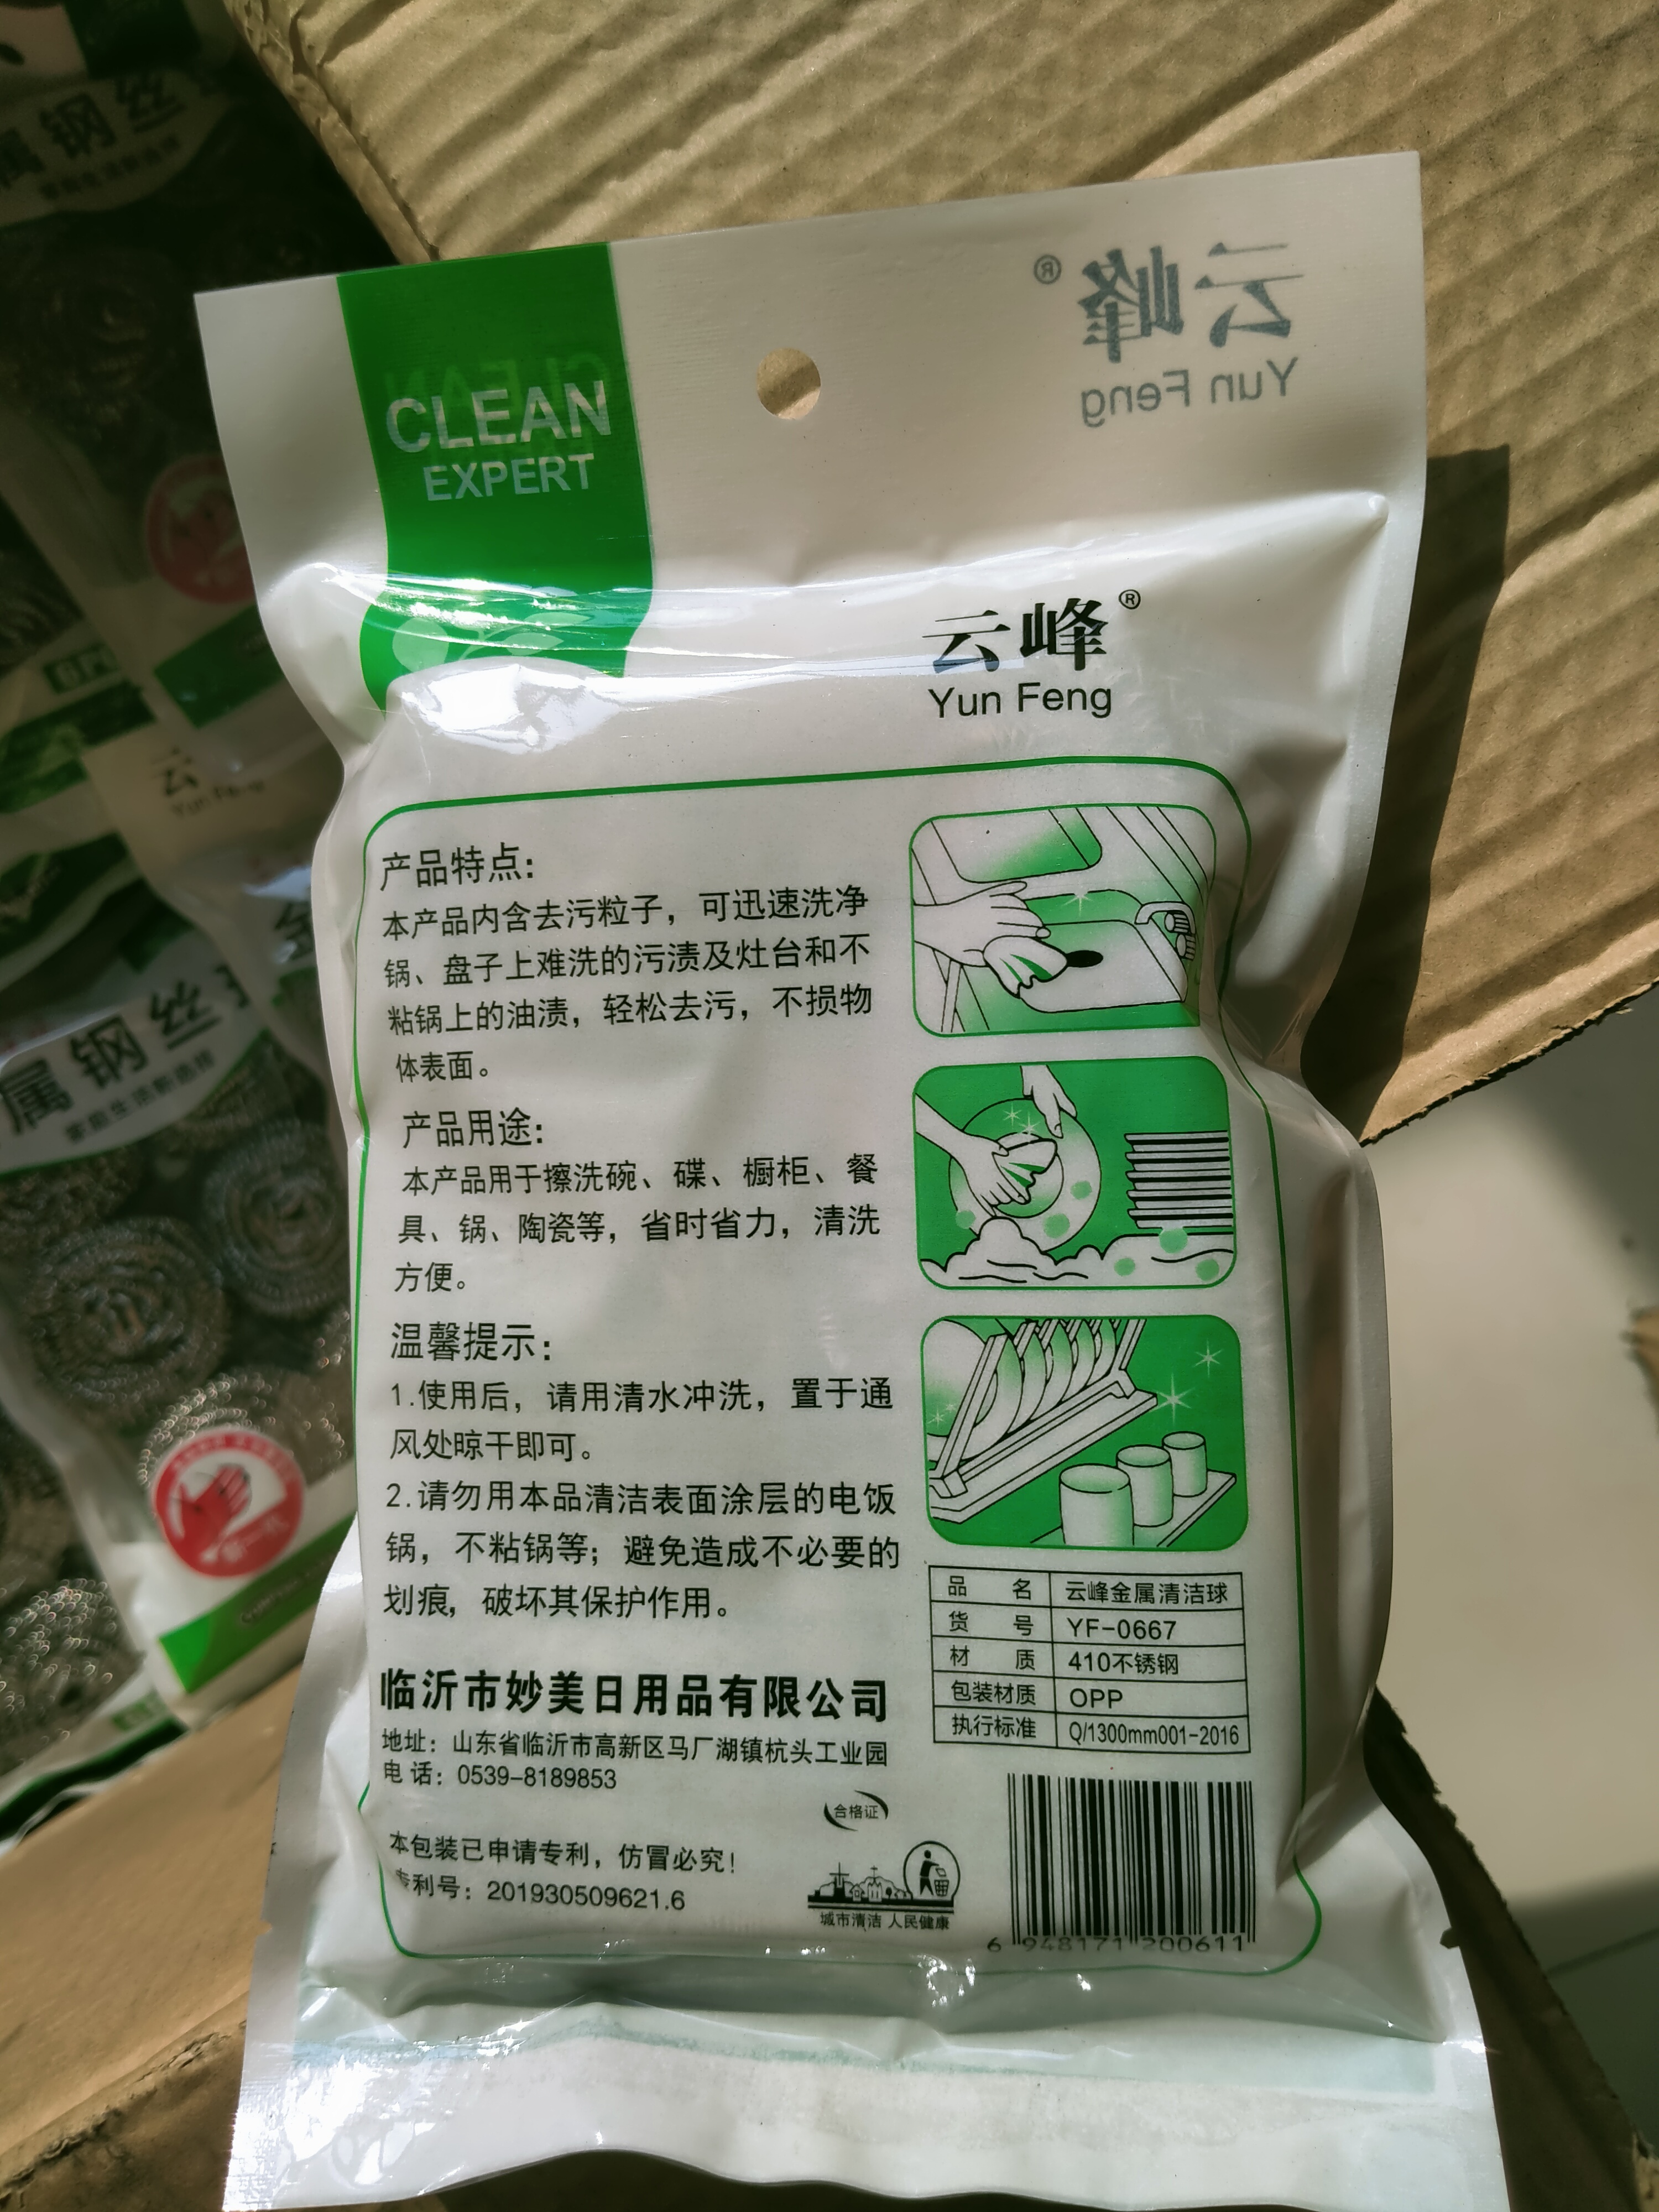 CLEAN
EXPERT
云峰®
Yun Feng
云峰®
Yun Feng
产品特点：
本产品内含去污粒子，可迅速洗净
锅、盘子上难洗的污渍及灶台和不
粘锅上的油渍，轻松去污，不损物
体表面。
产品用途：
本产品用于擦洗碗、碟、橱柜、餐
具、锅、陶瓷等，省时省力，清洗
方便。
温馨提示：
1.使用后，请用清水冲洗，置于通
风处晾干即可。
2.请勿用本品清洁表面涂层的电饭
锅，不粘锅等；避免造成不必要的
划痕，破坏其保护作用。
品 名 云峰金属清洁球
货 号 YF-0667
材 质 410不锈钢
包装材质 OPP
执行标准 Q/1300mm001-2016
临沂市妙美日用品有限公司
地址：山东省临沂市高新区马厂湖镇杭头工业园
电话：0539-8189853
合格证
本包装已申请专利，仿冒必究！
专利号：201930509621.6
城市清洁 人民健康
6 948171 200611
属钢丝
属钢丝
家庭生活新选择
云
Yun Feng